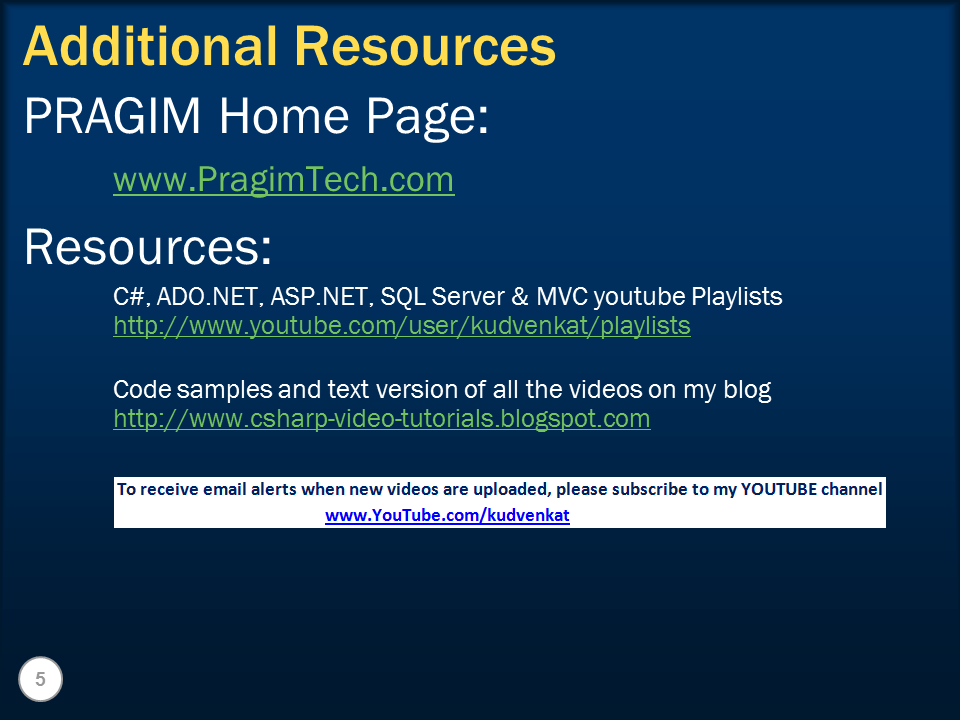 Additional Resources
PRAGIM Home Page:
www.PragimTech.com
Resources:
C#, ADO.NET, ASP.NET, SQL Server & MVC youtube Playlists
http://www.youtube.com/user/kudvenkat/playlists
Code samples and text version of all the videos on my blog
http://www.csharp-video-tutorials.blogspot.com
To receive email alerts when new videos are uploaded, please subscribe to my YOUTUBE channel
www.YouTube.com/kudvenkat
5